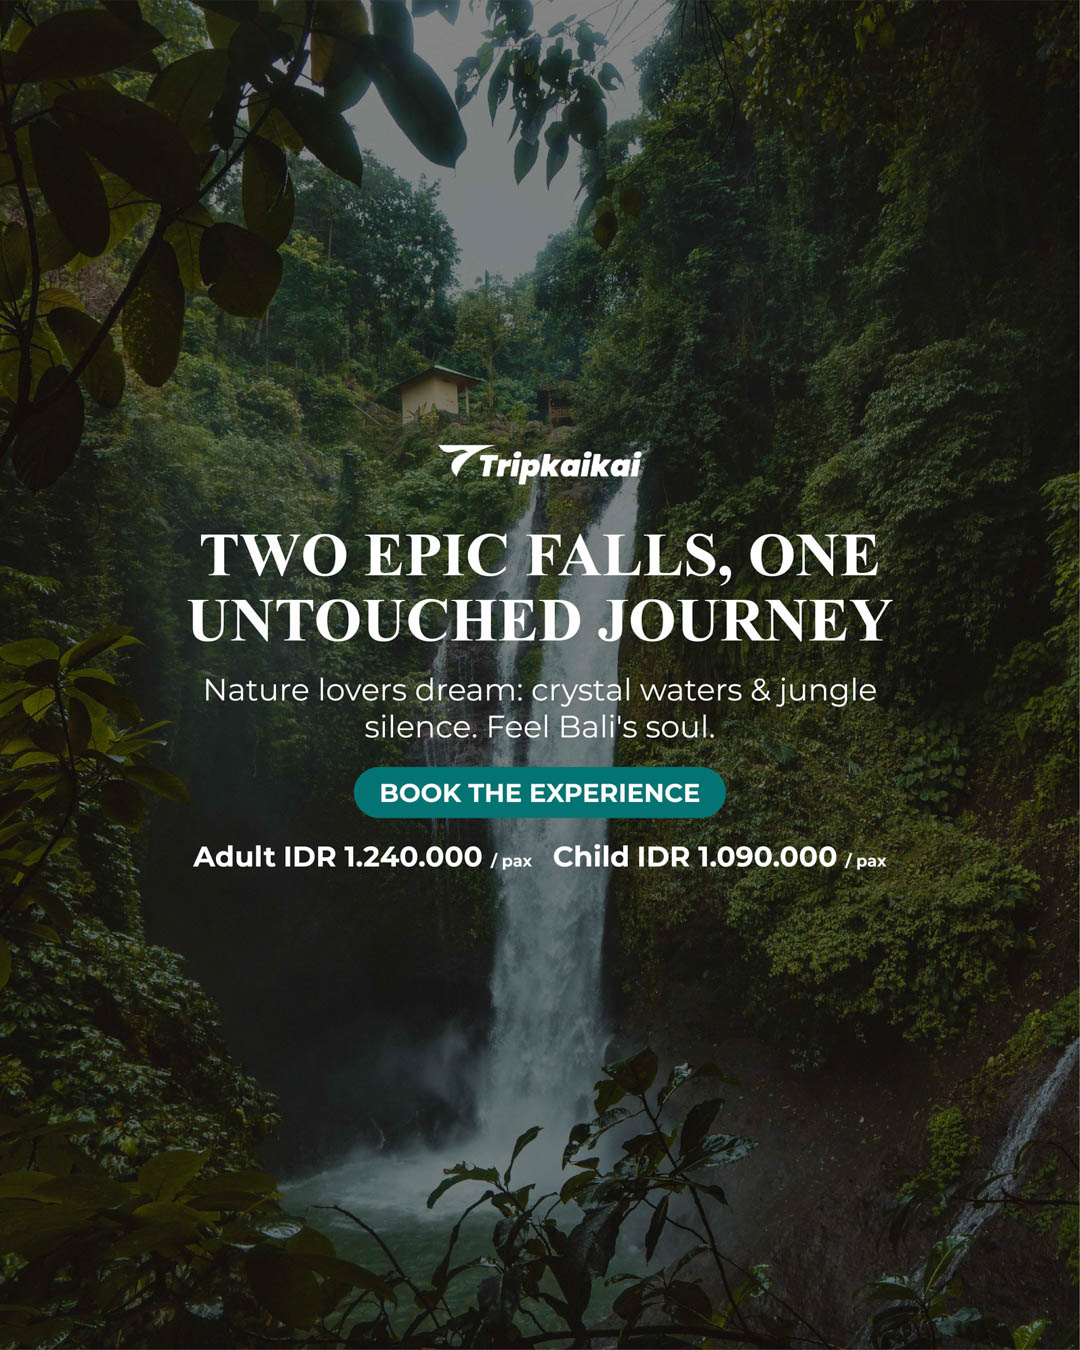 Tripkaikai
TWO EPIC FALLS, ONE
UNTOUCHED JOURNEY
Nature lovers dream: crystal waters & jungle
silence. Feel Bali's soul.
BOOK THE EXPERIENCE
Adult IDR 1.240.000 / pax Child IDR 1.090.000 / pax